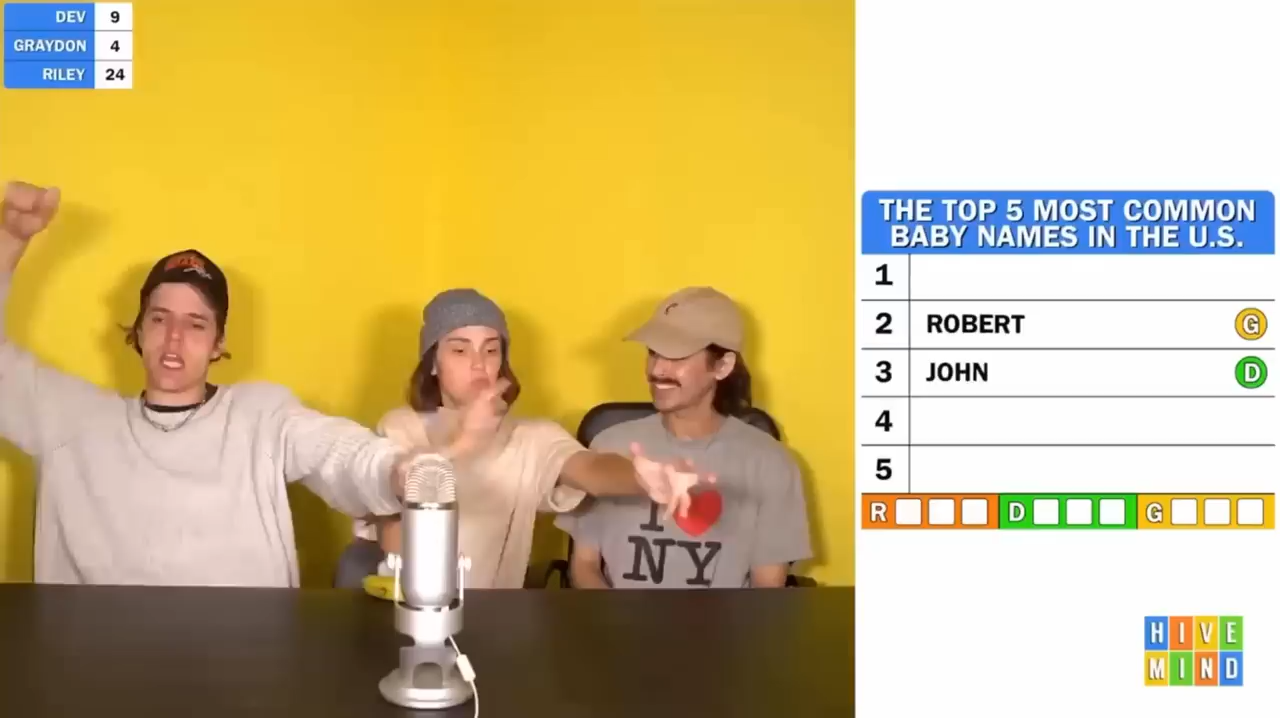 DEV 9
GRAYDON 4
RILEY 24
THE TOP 5 MOST COMMON
BABY NAMES IN THE U.S.
1
2 ROBERT G
3 JOHN D
4
5
R D G
I
NY
HIVE
MIND